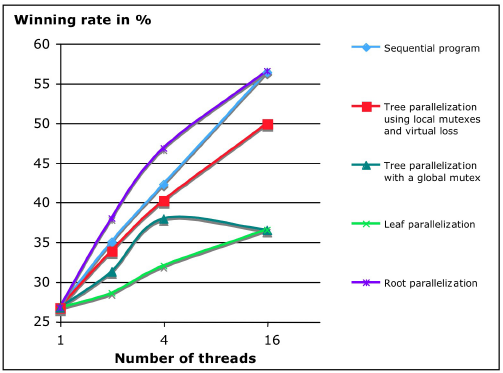 Winning rate in %
60
55
50
45
40
35
30
25
1
4
16
Number of threads
Sequential program
Tree parallelization
using local mutexes
and virtual loss
Tree parallelization
with a global mutex
Leaf parallelization
Root parallelization